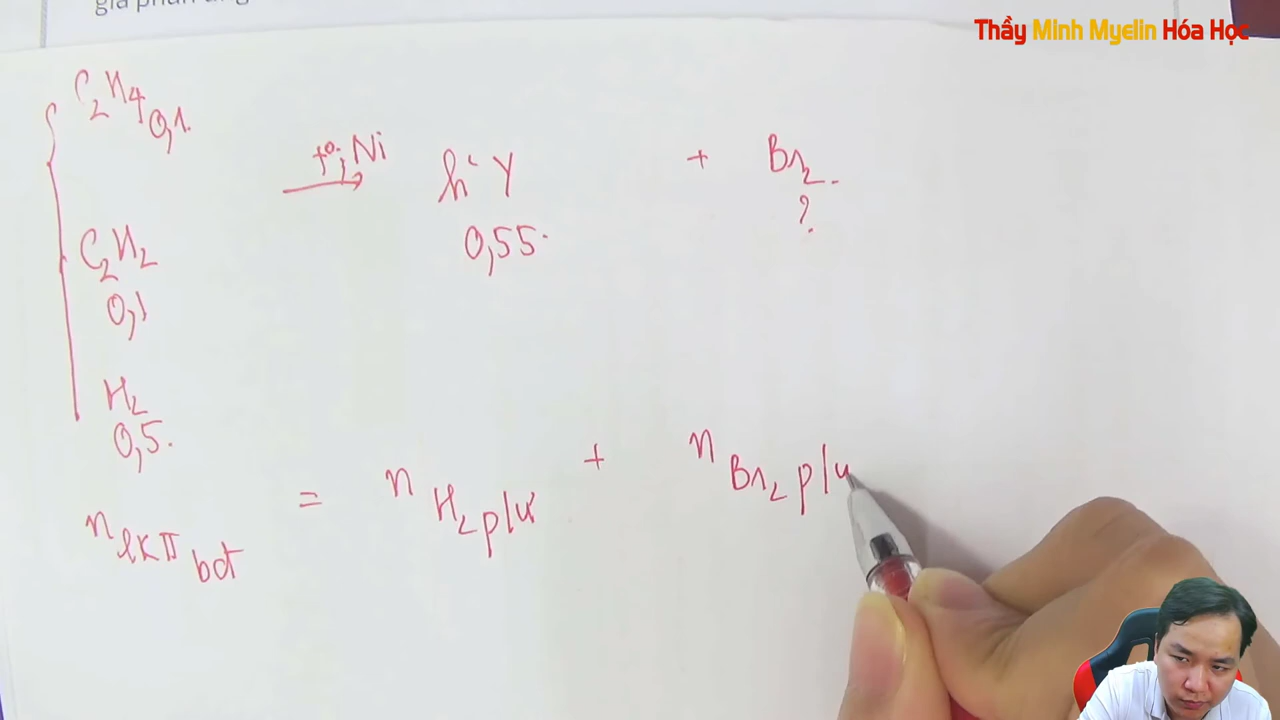 Thầy Minh Myelin Hóa Học
C2H4 0,1
t°, Ni
h² Y + Br2
0,55 ?
C2H2
0,1
H2
0,5
n lkπ bđ = n H2 p/ư + n Br2 p/ư